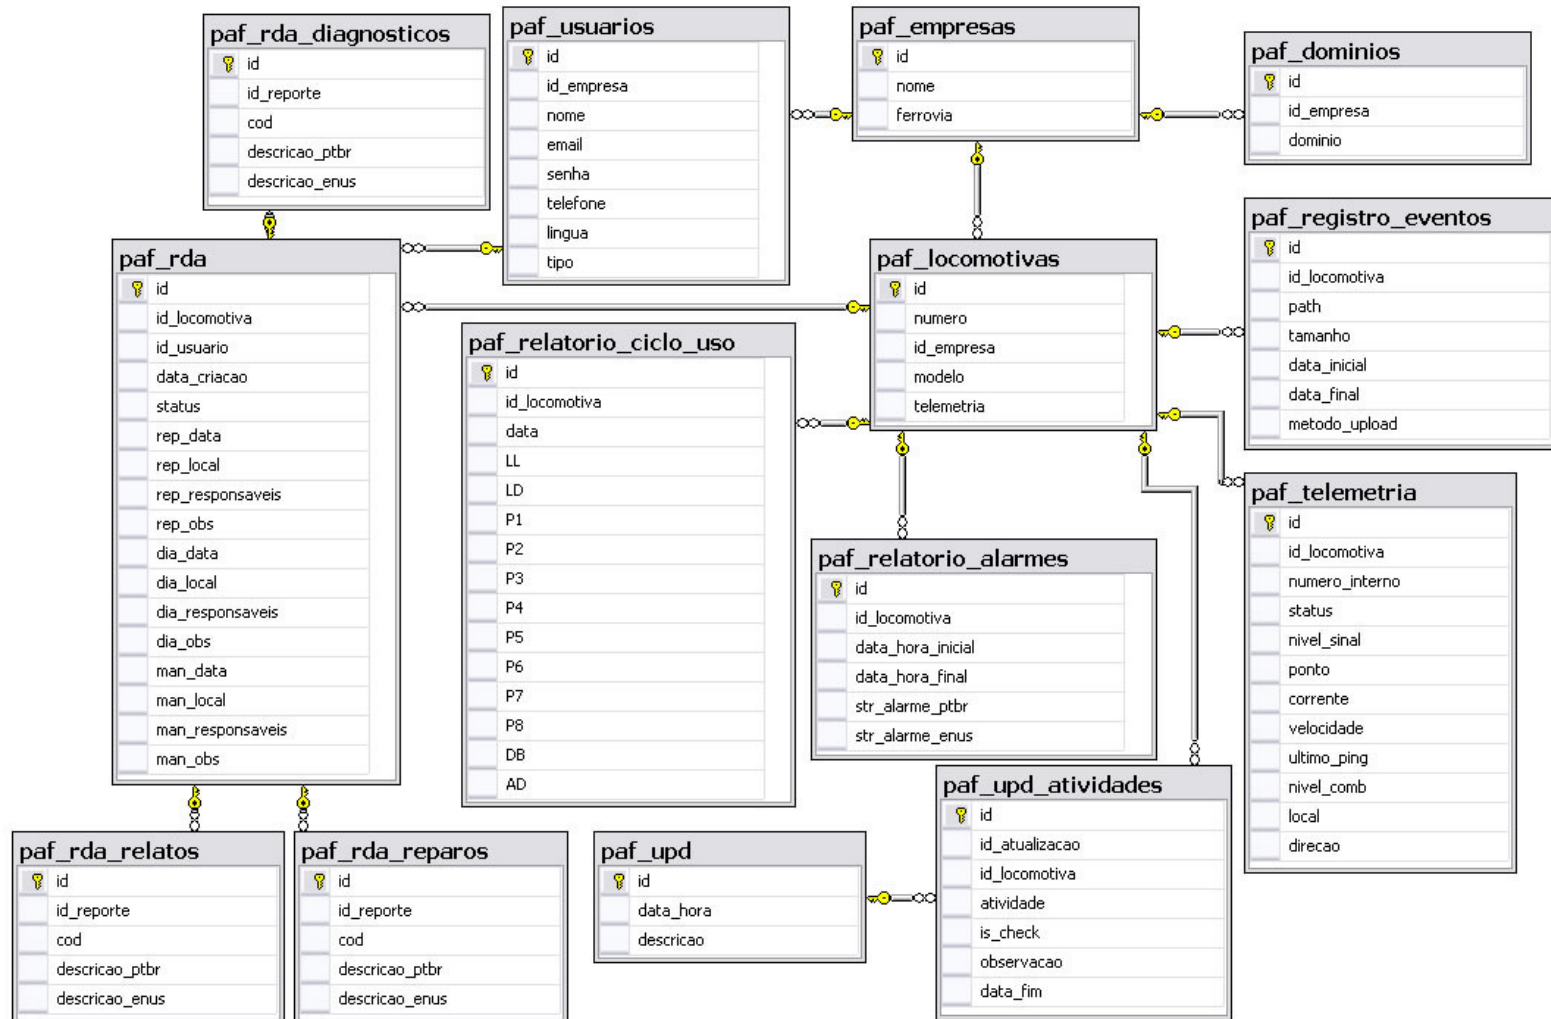 paf_rda_diagnosticos
id
id_reporte
cod
descricao_ptbr
descricao_enus
paf_usuarios
id
id_empresa
nome
email
senha
telefone
lingua
tipo
paf_empresas
id
nome
ferrovia
paf_dominios
id
id_empresa
dominio
paf_rda
id
id_locomotiva
id_usuario
data_criacao
status
rep_data
rep_local
rep_responsaveis
rep_obs
dia_data
dia_local
dia_responsaveis
dia_obs
man_data
man_local
man_responsaveis
man_obs
paf_relatorio_ciclo_uso
id
id_locomotiva
data
LL
LD
P1
P2
P3
P4
P5
P6
P7
P8
DB
AD
paf_locomotivas
id
numero
id_empresa
modelo
telemetria
paf_registro_eventos
id
id_locomotiva
path
tamanho
data_inicial
data_final
metodo_upload
paf_relatorio_alarmes
id
id_locomotiva
data_hora_inicial
data_hora_final
str_alarme_ptbr
str_alarme_enus
paf_telemetria
id
id_locomotiva
numero_interno
status
nivel_sinal
ponto
corrente
velocidade
ultimo_ping
nivel_comb
local
direcao
paf_rda_relatos
id
id_reporte
cod
descricao_ptbr
descricao_enus
paf_rda_reparos
id
id_reporte
cod
descricao_ptbr
descricao_enus
paf_upd
id
data_hora
descricao
paf_upd_atividades
id
id_atualizacao
id_locomotiva
atividade
is_check
observacao
data_fim